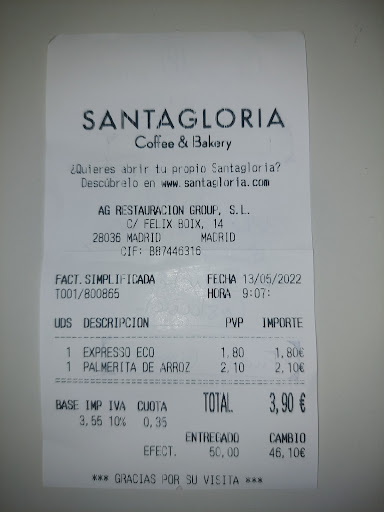 SANTAGLORIA
Coffee & Bakery
¿Quieres abrir tu propio Santagloria?
Descúbrelo en www.santagloria.com
AG RESTAURACION GROUP, S.L.
C/ FELIX BOIX, 14
28036 MADRID MADRID
CIF: B87446316
FACT. SIMPLIFICADA FECHA 13/05/2022
T001/800865 HORA 9:07:
UDS DESCRIPCION PVP IMPORTE
1 EXPRESSO ECO 1.80 1.80€
1 PALMERITA DE ARROZ 2.10 2.10€
BASE IMP IVA CUOTA TOTAL 3,90 €
3,55 10% 0,35
ENTREGADO CAMBIO
EFECT. 50,00 46,10€
*** GRACIAS POR SU VISITA ***